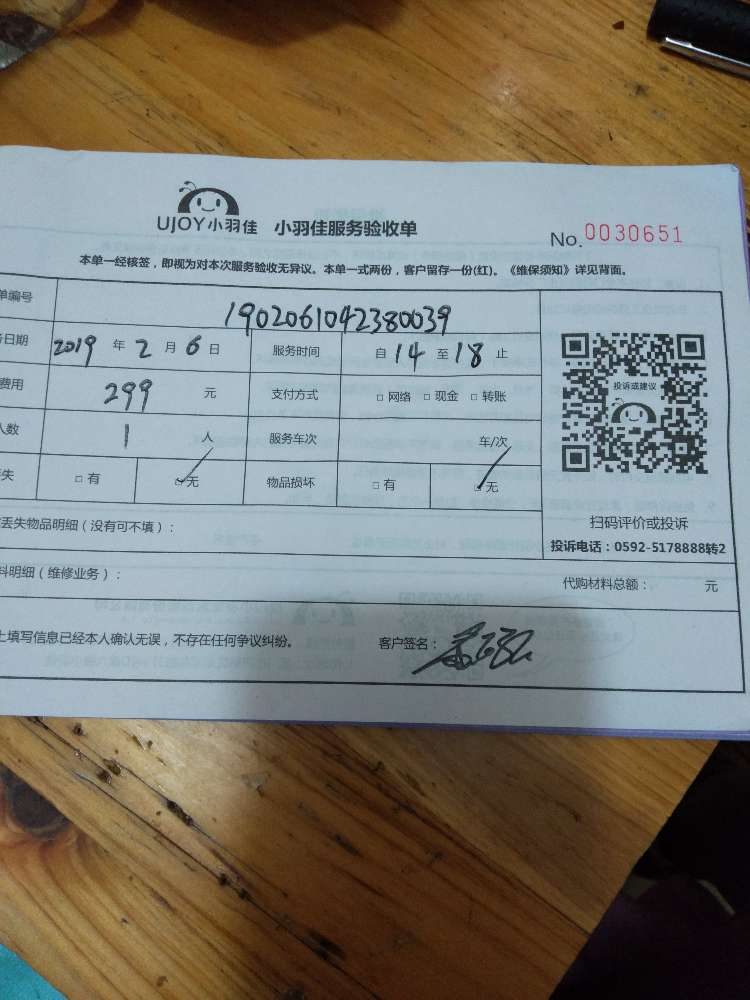 UJOY小羽佳 小羽佳服务验收单
No. 0030651
本单一经核签，即视为对本次服务验收无异议。本单一式两份，客户留存一份(红)。《维保须知》详见背面。
单编号 1902061042380039
日期 2019 年 2 月 6 日 服务时间 自 14 至 18 止
费用 299 元 支付方式 □ 网络 □ 现金 □ 转账
人数 1 人 服务车次 车/次
失 □ 有 □ 无 物品损坏 □ 有 □ 无
投诉或建议
扫码评价或投诉
投诉电话：0592-5178888转2
丢失物品明细（没有可不填）：
料明细（维修业务）：
代购材料总额： 元
上填写信息已经本人确认无误，不存在任何争议纠纷。 客户签名：